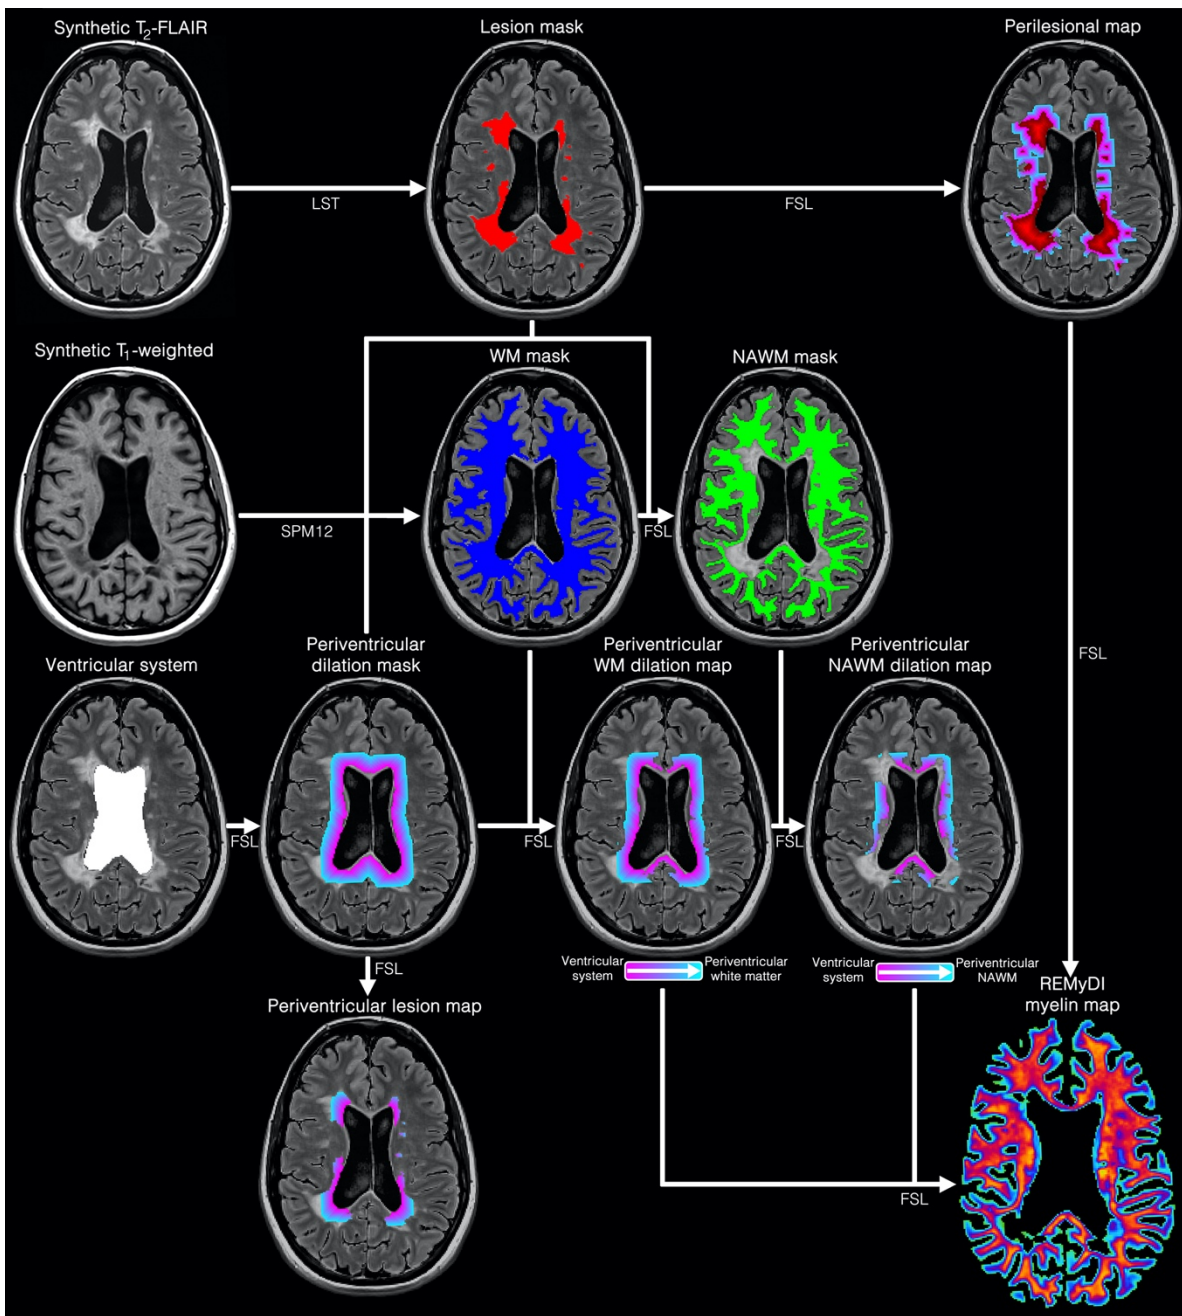 Synthetic T2-FLAIR
Lesion mask
Perilesional map
LST
FSL
Synthetic T1-weighted
WM mask
NAWM mask
SPM12
FSL
Ventricular system
Periventricular
dilation mask
Periventricular
WM dilation map
Periventricular
NAWM dilation map
FSL
FSL
FSL
FSL
FSL
Ventricular
system
Periventricular
white matter
Ventricular
system
Periventricular
NAWM
Periventricular lesion map
REMyDI
myelin map
FSL